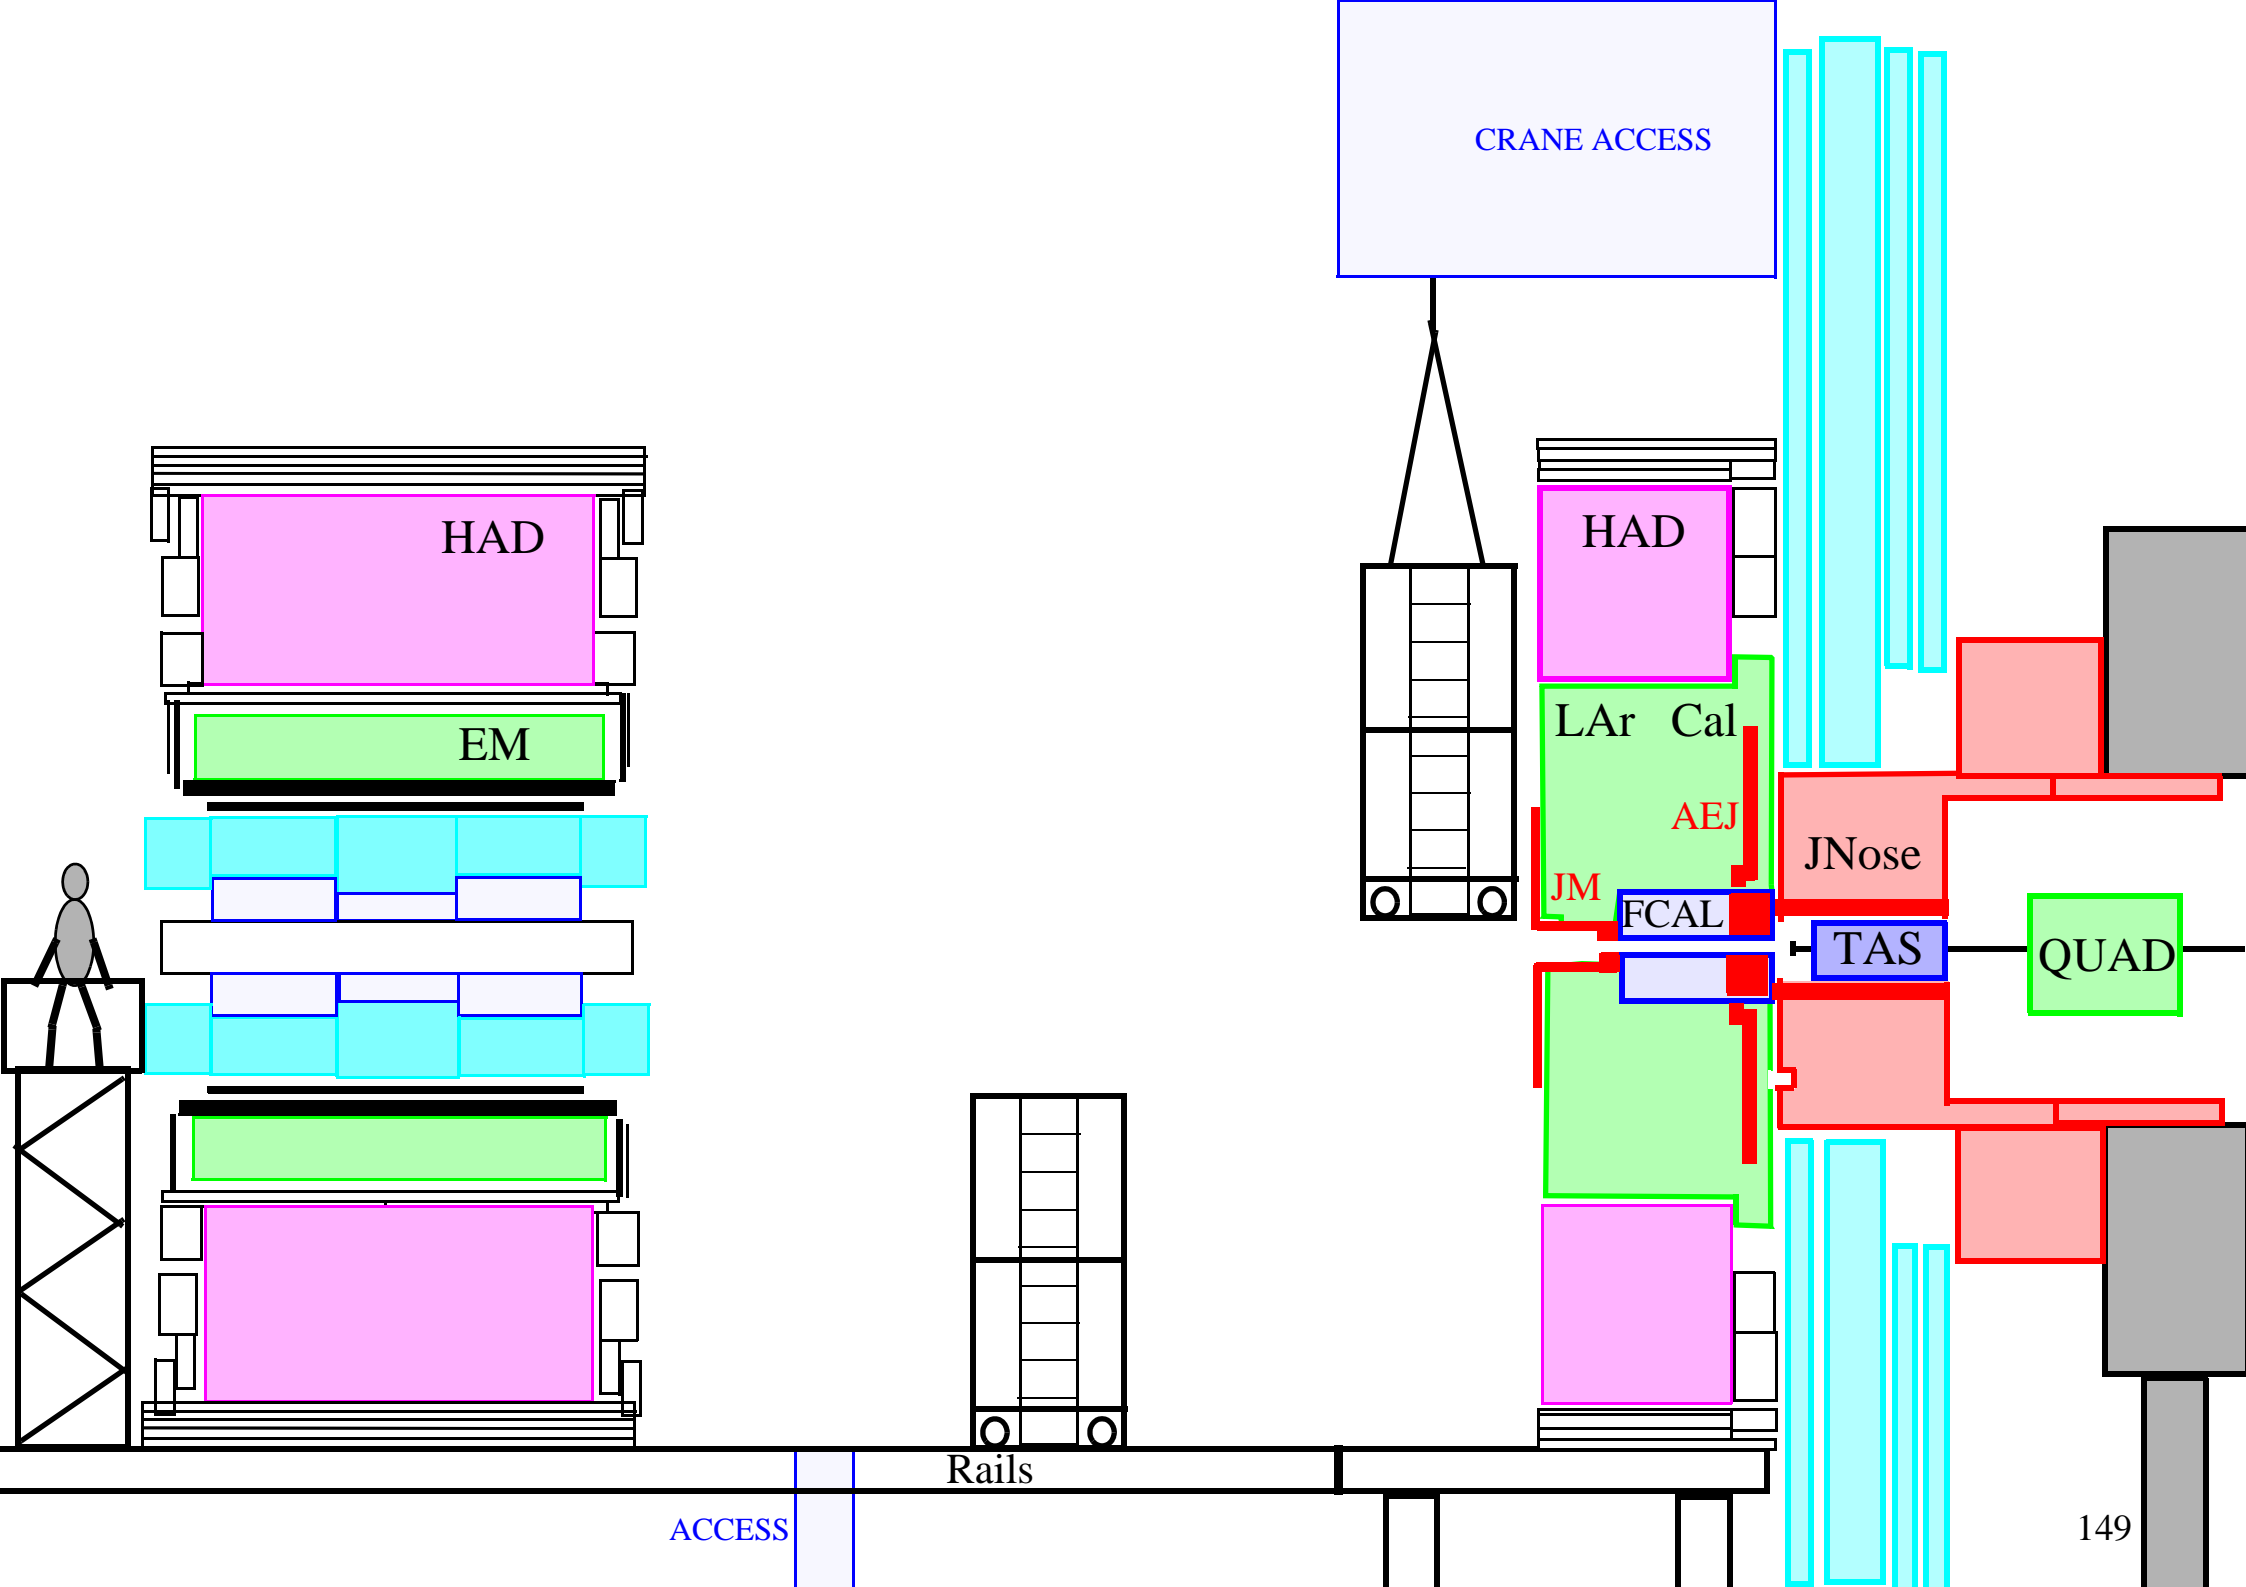 CRANE ACCESS
HAD
HAD
EM
LAr Cal
AEJ
JM
JNose
FCAL
TAS
QUAD
Rails
ACCESS
149